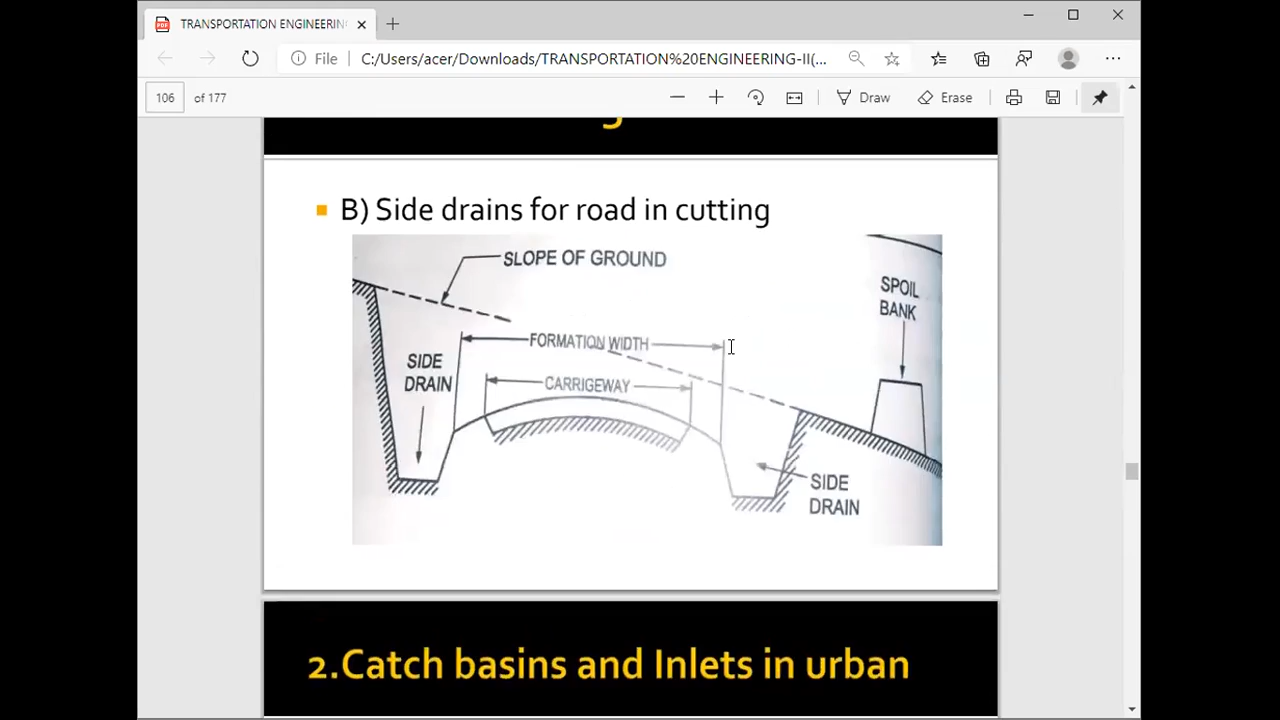 TRANSPORTATION ENGINEERIN
File
C:/Users/acer/Downloads/TRANSPORTATION%20ENGINEERING-II(...
106
of 177
Draw
Erase
B) Side drains for road in cutting
SLOPE OF GROUND
SPOIL
BANK
FORMATION WIDTH
SIDE
DRAIN
CARRIGEWAY
SIDE
DRAIN
2.Catch basins and Inlets in urban